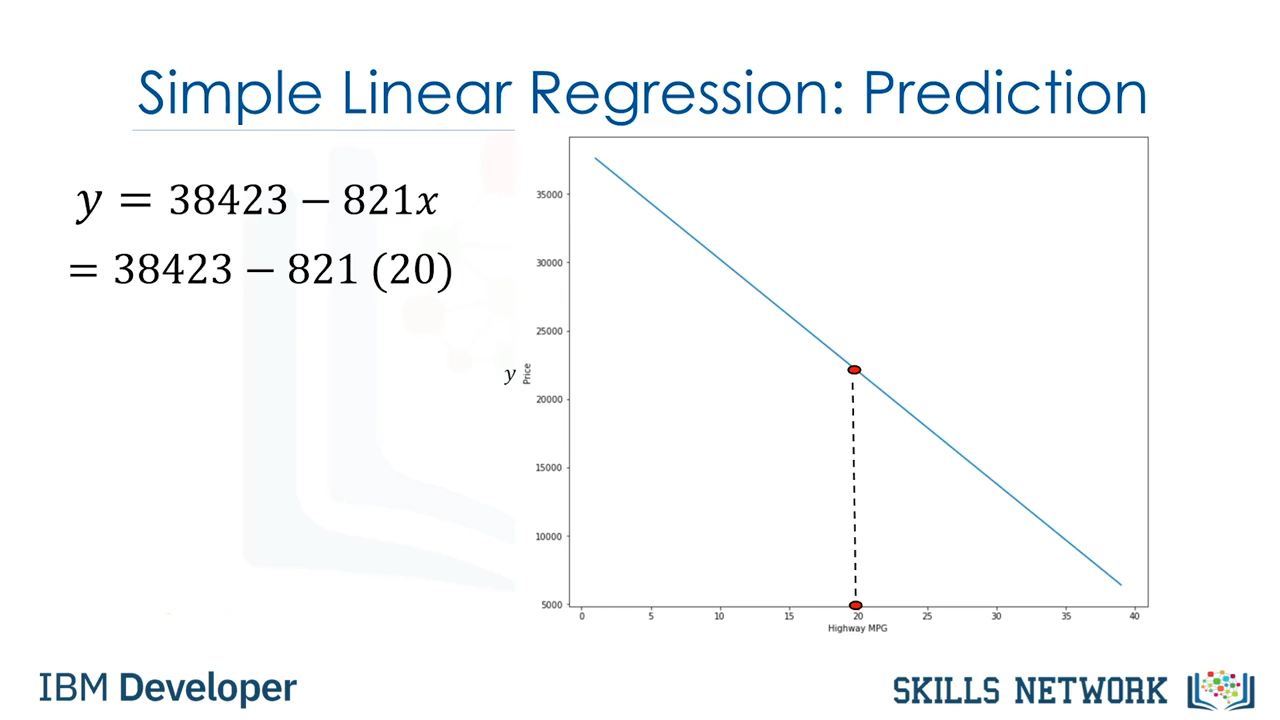 Simple Linear Regression: Prediction
y = 38423 − 821x
= 38423 − 821 (20)
y
Price
35000
30000
25000
20000
15000
10000
5000
0 5 10 15 20 25 30 35 40
Highway MPG
IBM Developer
SKILLS NETWORK